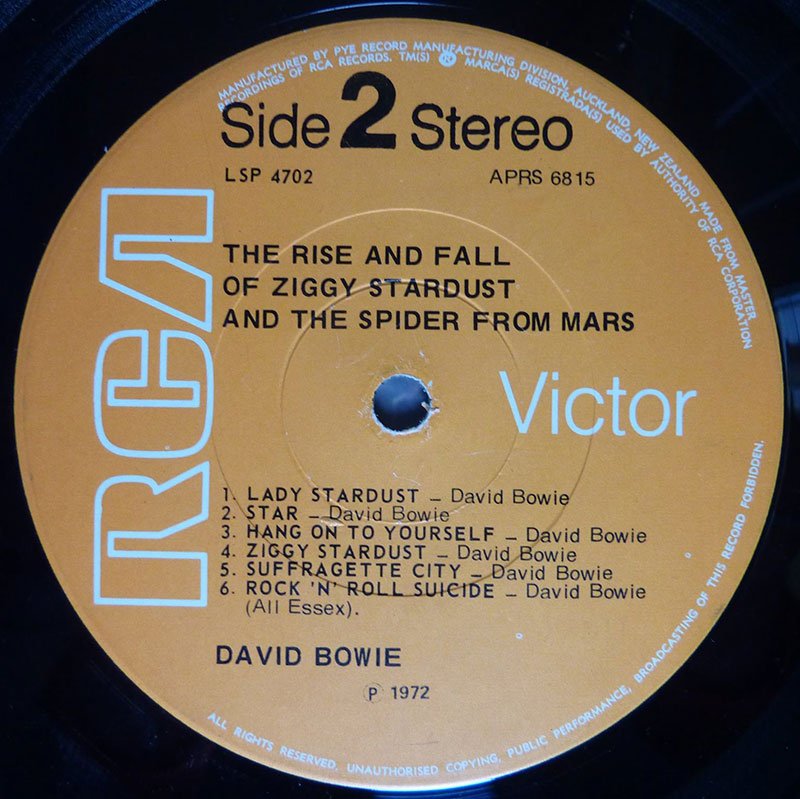 MANUFACTURED BY PYE RECORD MANUFACTURING DIVISION, AUCKLAND, NEW ZEALAND MADE FROM MASTER
RECORDINGS OF RCA RECORDS. TM(S) ® MARCA(S) REGISTRADA(S) USED BY AUTHORITY OF RCA CORPORATION
Side 2 Stereo
LSP 4702 APRS 6815
RCA
THE RISE AND FALL
OF ZIGGY STARDUST
AND THE SPIDER FROM MARS
Victor
1. LADY STARDUST – David Bowie
2. STAR – David Bowie
3. HANG ON TO YOURSELF – David Bowie
4. ZIGGY STARDUST – David Bowie
5. SUFFRAGETTE CITY – David Bowie
6. ROCK 'N' ROLL SUICIDE – David Bowie
(All Essex).
DAVID BOWIE
℗ 1972
ALL RIGHTS RESERVED. UNAUTHORISED COPYING, PUBLIC PERFORMANCE, BROADCASTING OF THIS RECORD FORBIDDEN.